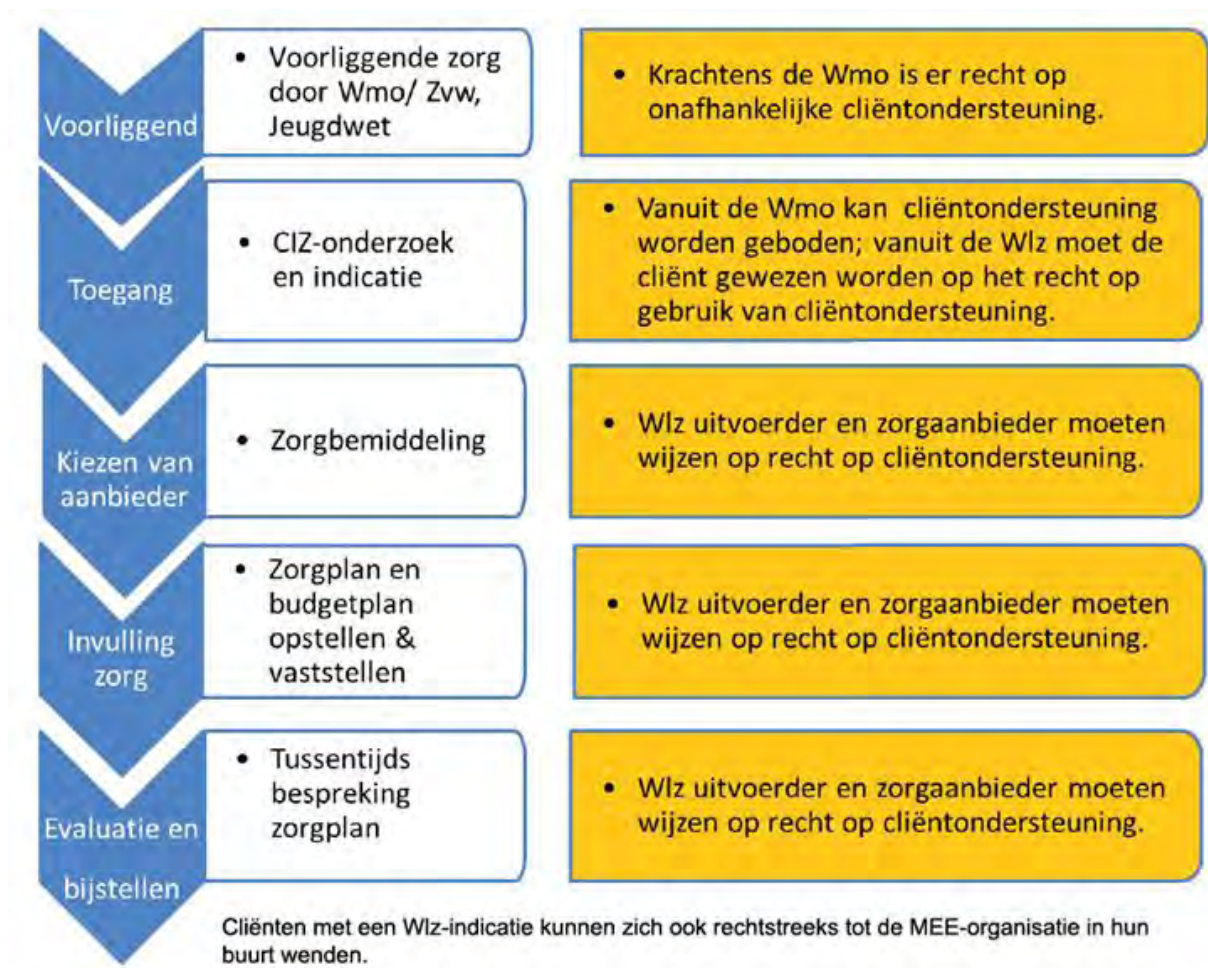 Voorliggend
• Voorliggende zorg
door Wmo/ Zvw,
Jeugdwet
• Krachtens de Wmo is er recht op
onafhankelijke cliëntondersteuning.
Toegang
• CIZ-onderzoek
en indicatie
• Vanuit de Wmo kan cliëntondersteuning
worden geboden; vanuit de Wlz moet de
cliënt gewezen worden op het recht op
gebruik van cliëntondersteuning.
Kiezen van
aanbieder
• Zorgbemiddeling
• Wlz uitvoerder en zorgaanbieder moeten
wijzen op recht op cliëntondersteuning.
Invulling
zorg
• Zorgplan en
budgetplan
opstellen &
vaststellen
• Wlz uitvoerder en zorgaanbieder moeten
wijzen op recht op cliëntondersteuning.
Evaluatie en
bijstellen
• Tussentijds
bespreking
zorgplan
• Wlz uitvoerder en zorgaanbieder moeten
wijzen op recht op cliëntondersteuning.
Cliënten met een Wlz-indicatie kunnen zich ook rechtstreeks tot de MEE-organisatie in hun
buurt wenden.